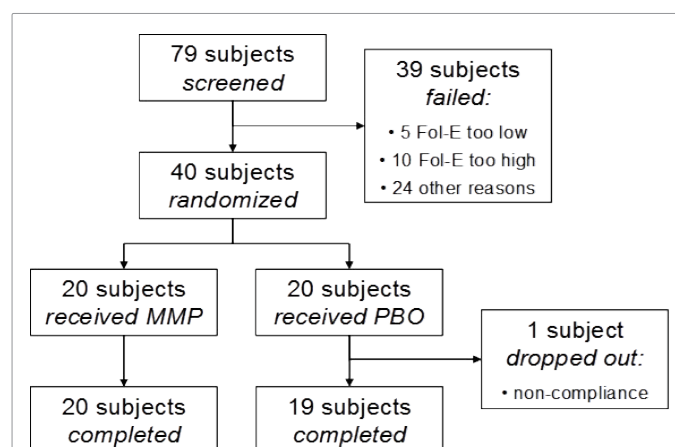 79 subjects
screened
39 subjects
failed:
• 5 Fol-E too low
• 10 Fol-E too high
• 24 other reasons
40 subjects
randomized
20 subjects
received MMP
20 subjects
received PBO
1 subject
dropped out:
• non-compliance
20 subjects
completed
19 subjects
completed